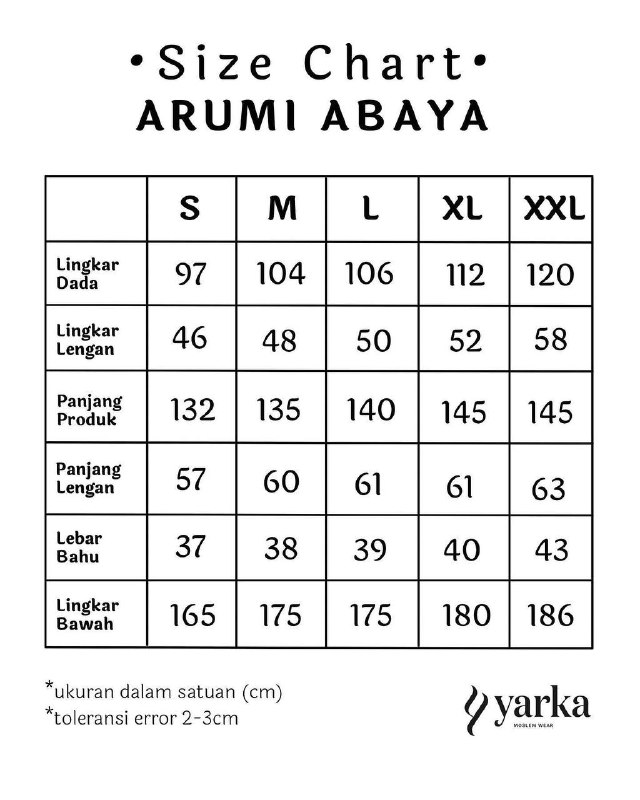 •Size Chart•
ARUMI ABAYA
S M L XL XXL
Lingkar Dada 97 104 106 112 120
Lingkar Lengan 46 48 50 52 58
Panjang Produk 132 135 140 145 145
Panjang Lengan 57 60 61 61 63
Lebar Bahu 37 38 39 40 43
Lingkar Bawah 165 175 175 180 186
*ukuran dalam satuan (cm)
*toleransi error 2-3cm
yarka
MOSLEM WEAR